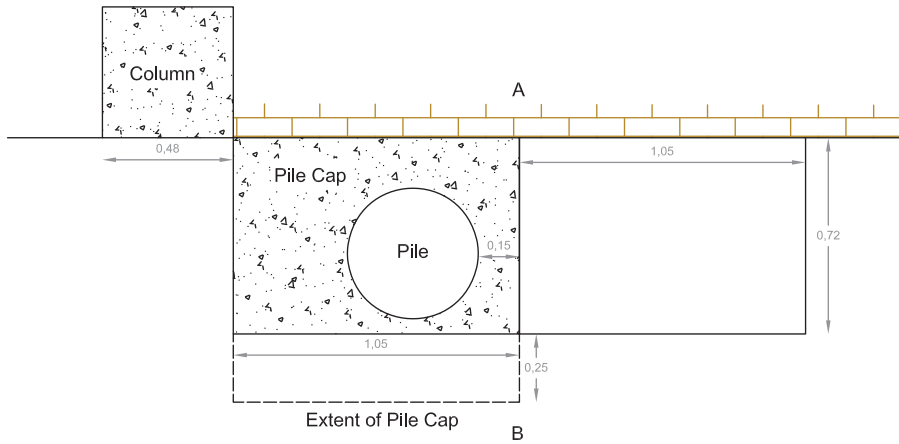 Column
A
0,48
1,05
Pile Cap
Pile
0,15
0,72
1,05
0,25
Extent of Pile Cap
B